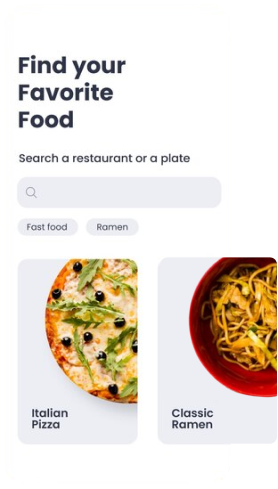 Find your
Favorite
Food
Search a restaurant or a plate
Fast food
Ramen
Italian
Pizza
Classic
Ramen